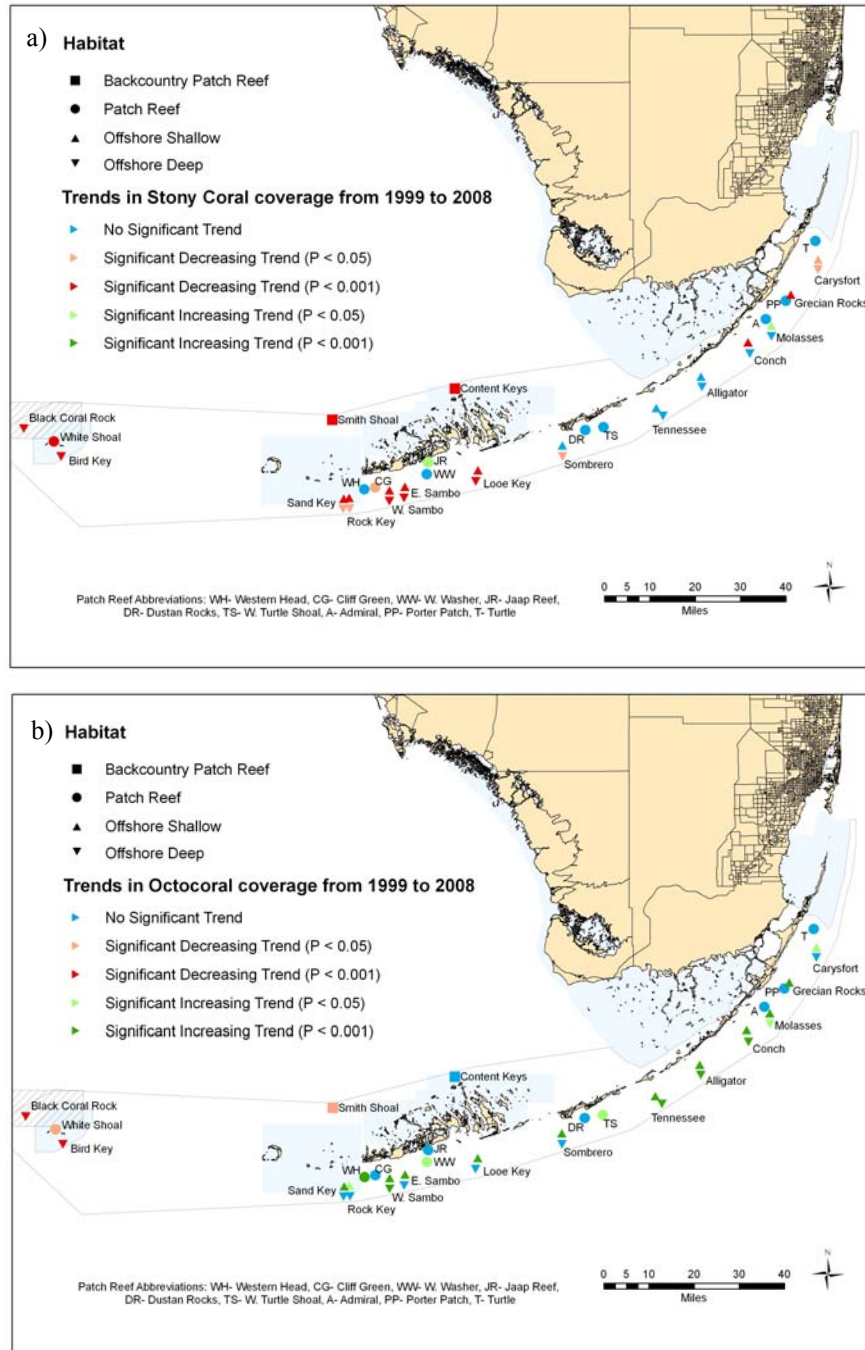 a)
Habitat
Backcountry Patch Reef
Patch Reef
Offshore Shallow
Offshore Deep
Trends in Stony Coral coverage from 1999 to 2008
No Significant Trend
Significant Decreasing Trend (P < 0.05)
Significant Decreasing Trend (P < 0.001)
Significant Increasing Trend (P < 0.05)
Significant Increasing Trend (P < 0.001)
T
Carysfort
PP
Grecian Rocks
A
Molasses
Conch
Alligator
Tennessee
Content Keys
Smith Shoal
Black Coral Rock
White Shoal
Bird Key
DR
TS
Sombrero
JR
WW
Looe Key
WH
CG
E. Sambo
W. Sambo
Sand Key
Rock Key
Patch Reef Abbreviations: WH- Western Head, CG- Cliff Green, WW- W. Washer, JR- Jaap Reef,
DR- Dustan Rocks, TS- W. Turtle Shoal, A- Admiral, PP- Porter Patch, T- Turtle
0 5 10 20 30 40
Miles
N
b)
Habitat
Backcountry Patch Reef
Patch Reef
Offshore Shallow
Offshore Deep
Trends in Octocoral coverage from 1999 to 2008
No Significant Trend
Significant Decreasing Trend (P < 0.05)
Significant Decreasing Trend (P < 0.001)
Significant Increasing Trend (P < 0.05)
Significant Increasing Trend (P < 0.001)
T
Carysfort
PP
Grecian Rocks
A
Molasses
Conch
Alligator
Tennessee
Content Keys
Smith Shoal
Black Coral Rock
White Shoal
Bird Key
DR
TS
Sombrero
JR
WW
Looe Key
WH
CG
E. Sambo
W. Sambo
Sand Key
Rock Key
Patch Reef Abbreviations: WH- Western Head, CG- Cliff Green, WW- W. Washer, JR- Jaap Reef,
DR- Dustan Rocks, TS- W. Turtle Shoal, A- Admiral, PP- Porter Patch, T- Turtle
0 5 10 20 30 40
Miles
N